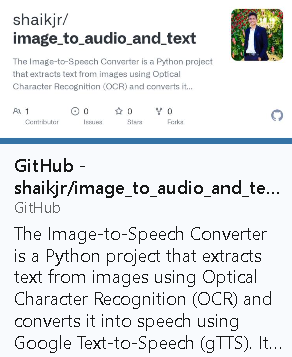 shaikjr/
image_to_audio_and_text
The Image-to-Speech Converter is a Python project
that extracts text from images using Optical
Character Recognition (OCR) and converts it...
1
Contributor
0
Issues
0
Stars
0
Forks
GitHub -
shaikjr/image_to_audio_and_te...
GitHub
The Image-to-Speech Converter
is a Python project that extracts
text from images using Optical
Character Recognition (OCR) and
converts it into speech using
Google Text-to-Speech (gTTS). It...